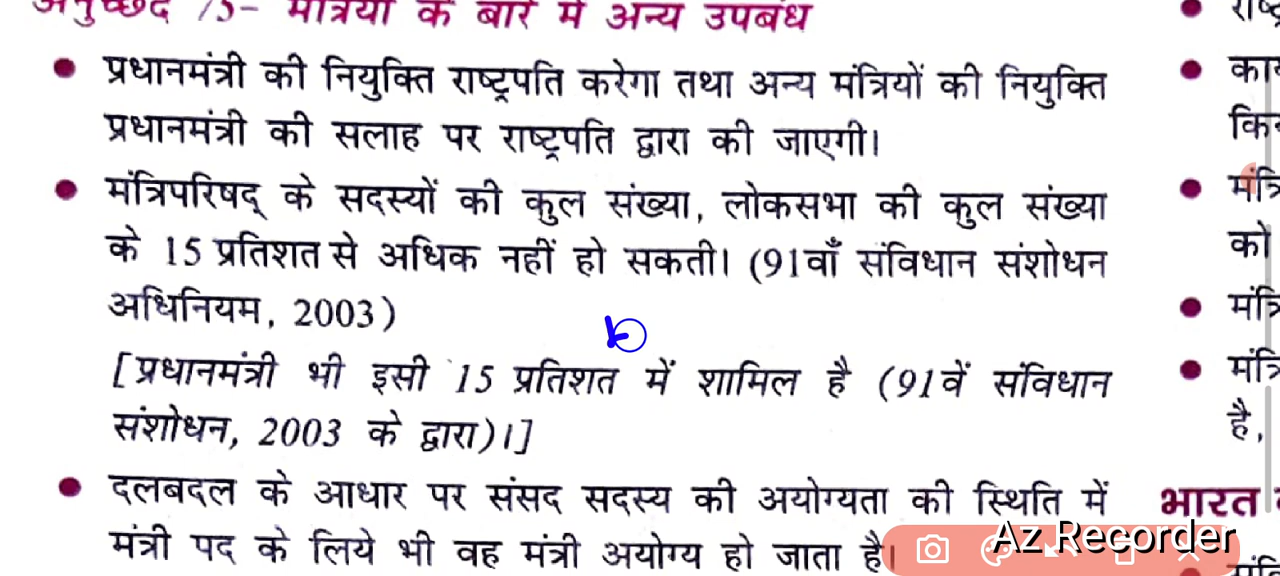 अनुच्छेद 75- मंत्रियों के बारे में अन्य उपबंध
• प्रधानमंत्री की नियुक्ति राष्ट्रपति करेगा तथा अन्य मंत्रियों की नियुक्ति
प्रधानमंत्री की सलाह पर राष्ट्रपति द्वारा की जाएगी।
• मंत्रिपरिषद् के सदस्यों की कुल संख्या, लोकसभा की कुल संख्या
के 15 प्रतिशत से अधिक नहीं हो सकती। (91वाँ संविधान संशोधन
अधिनियम, 2003)
[प्रधानमंत्री भी इसी 15 प्रतिशत में शामिल है (91वें संविधान
संशोधन, 2003 के द्वारा)।]
• दलबदल के आधार पर संसद सदस्य की अयोग्यता की स्थिति में
मंत्री पद के लिये भी वह मंत्री अयोग्य हो जाता है।
को
है,
भारत
Az Recorder